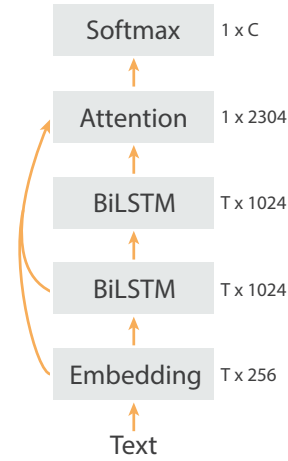 Softmax 1 x C
Attention 1 x 2304
BiLSTM T x 1024
BiLSTM T x 1024
Embedding T x 256
Text